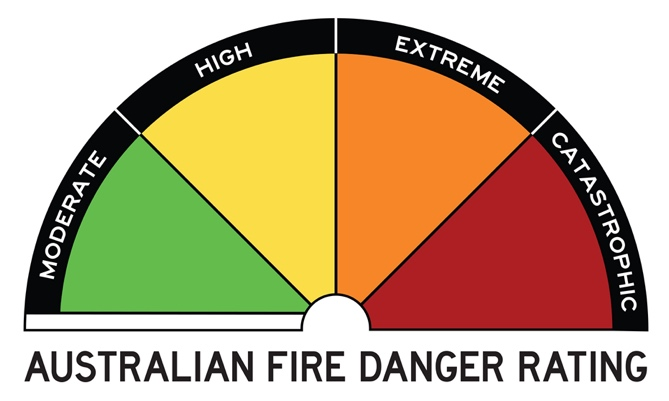 MODERATE
HIGH
EXTREME
CATASTROPHIC
AUSTRALIAN FIRE DANGER RATING